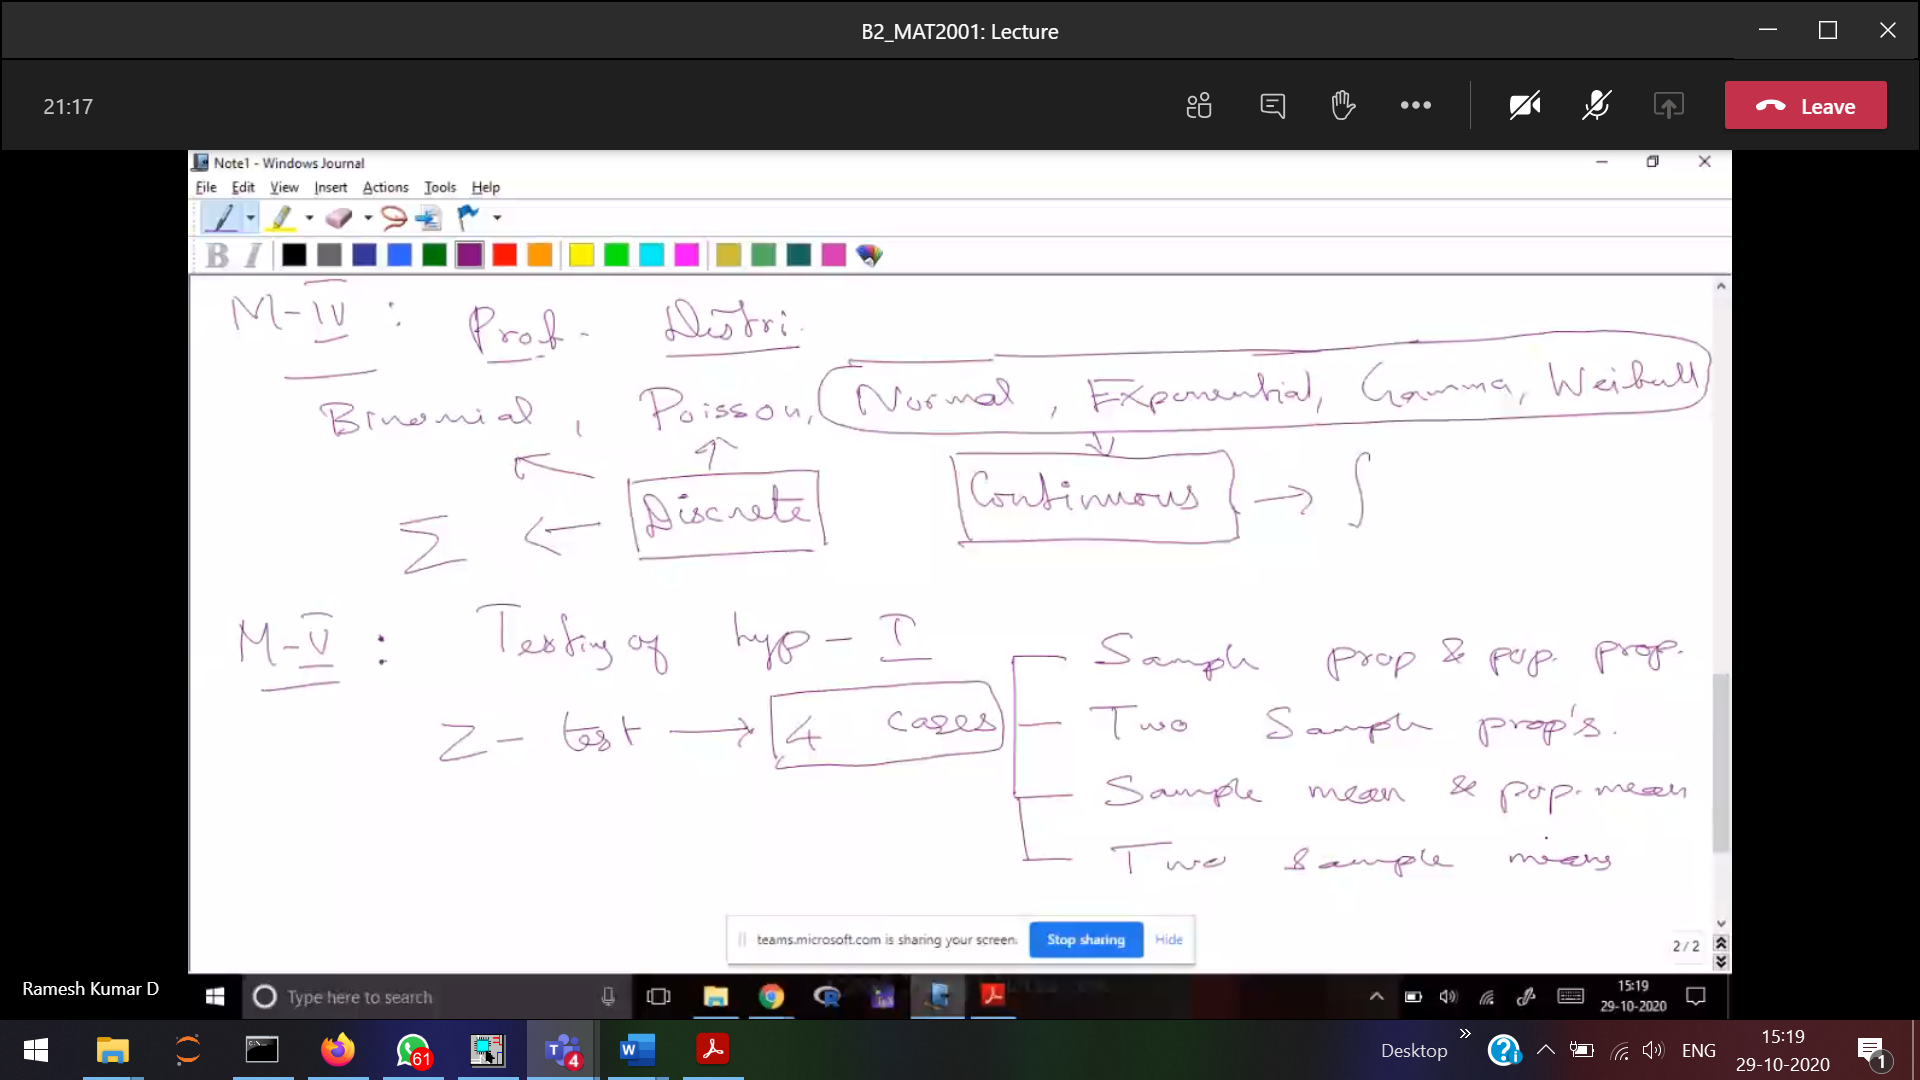 B2_MAT2001: Lecture
21:17
Leave
Note1 - Windows Journal
File Edit View Insert Actions Tools Help
B I
M-IV : Prob. Distri.
Binomial , Poisson, Normal , Exponential, Gamma, Weibull
Discrete Continuous → ∫
Σ ←
M-V : Testing of hyp - I
Sample prop & pop. prop.
Z - test → 4 cases
Two Sample prop's.
Sample mean & pop. mean
Two sample means
teams.microsoft.com is sharing your screen. Stop sharing Hide
2 / 2
Ramesh Kumar D
Type here to search
15:19
29-10-2020
61
4
Desktop
ENG
15:19
29-10-2020
1